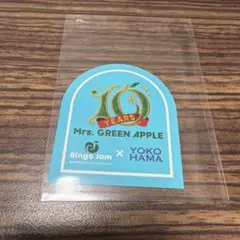 10
YEARS
Mrs. GREEN APPLE
Ringo Jam × YOKO
HAMA